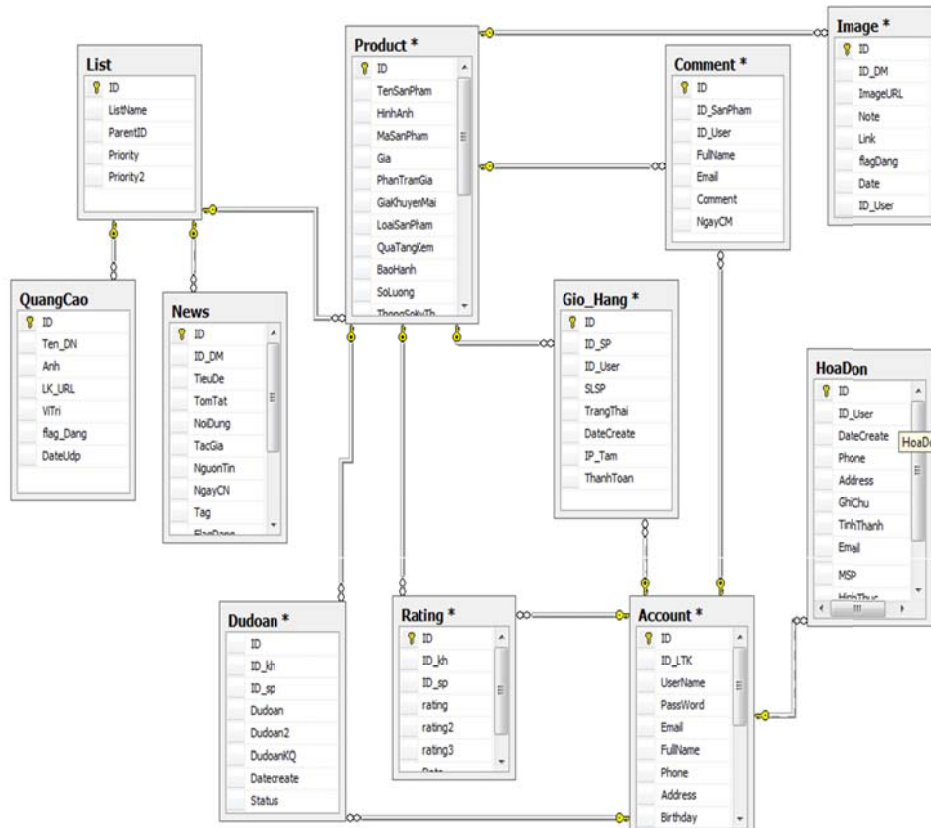 List
ID
ListName
ParentID
Priority
Priority2
Product *
ID
TenSanPham
HinhAnh
MaSanPham
Gia
PhanTramGia
GiaKhuyenMai
LoaiSanPham
QuaTangKem
BaoHanh
SoLuong
ThongSoKyTh
Comment *
ID
ID_SanPham
ID_User
FullName
Email
Comment
NgayCM
Image *
ID
ID_DM
ImageURL
Note
Link
flagDang
Date
ID_User
QuangCao
ID
Ten_DN
Anh
LK_URL
ViTri
flag_Dang
DateUdp
News
ID
ID_DM
TieuDe
TomTat
NoiDung
TacGia
NguonTin
NgayCN
Tag
FlagDang
Gio_Hang *
ID
ID_SP
ID_User
SLSP
TrangThai
DateCreate
IP_Tam
ThanhToan
HoaDon
ID
ID_User
DateCreate
HoaDo
Phone
Address
GhiChu
TinhThanh
Email
MSP
HinhThuc
Dudoan *
ID
ID_kh
ID_sp
Dudoan
Dudoan2
DudoanKQ
Datecreate
Status
Rating *
ID
ID_kh
ID_sp
rating
rating2
rating3
Date
Account *
ID
ID_LTK
UserName
PassWord
Email
FullName
Phone
Address
Birthday